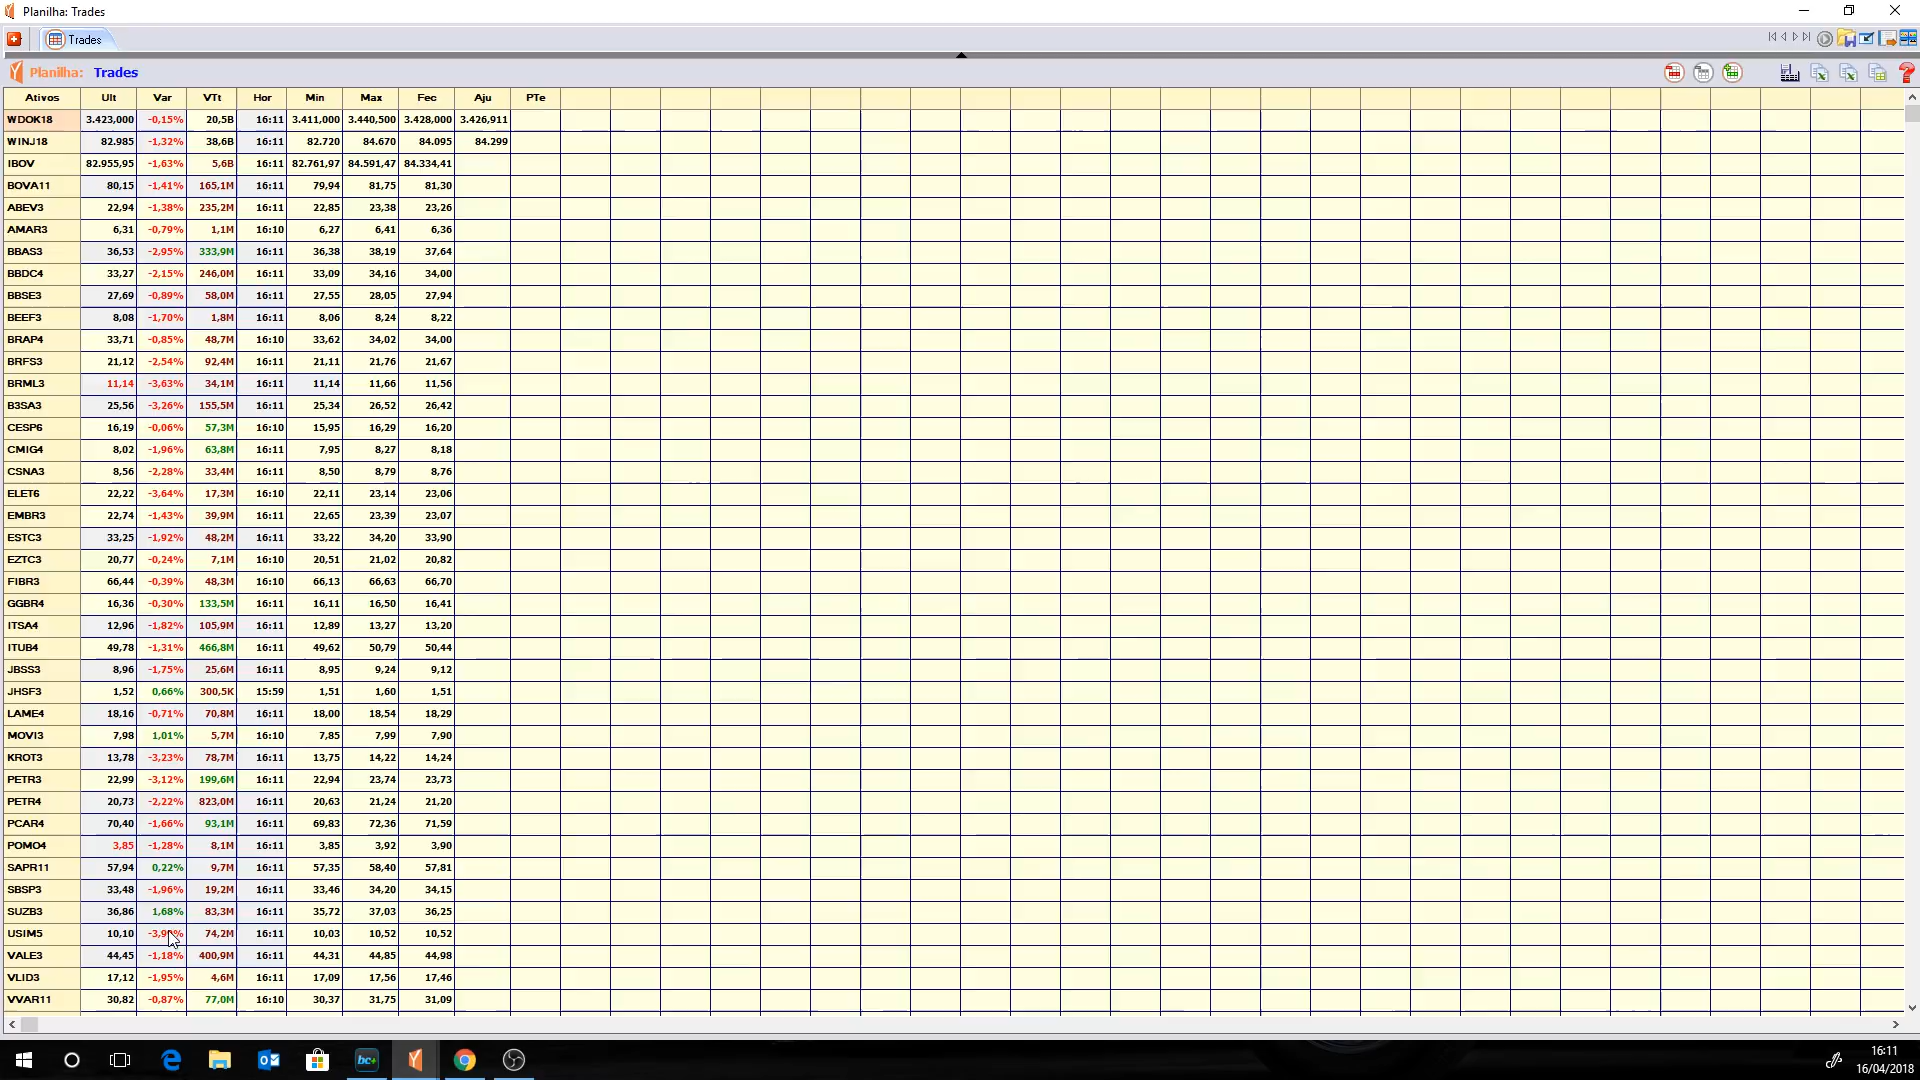 Planilha: Trades
Trades
Planilha: Trades
Ativos Ult Var VTt Hor Min Max Fec Aju PTe
WDOK18 3.423,000 -0,15% 20,5B 16:11 3.411,000 3.440,500 3.428,000 3.426,911
WINJ18 82.985 -1,32% 38,6B 16:11 82.720 84.670 84.095 84.299
IBOV 82.955,95 -1,63% 5,6B 16:11 82.761,97 84.591,47 84.334,41
BOVA11 80,15 -1,41% 165,1M 16:11 79,94 81,75 81,30
ABEV3 22,94 -1,38% 235,2M 16:11 22,85 23,38 23,26
AMAR3 6,31 -0,79% 1,1M 16:10 6,27 6,41 6,36
BBAS3 36,53 -2,95% 333,9M 16:11 36,38 38,19 37,64
BBDC4 33,27 -2,15% 246,0M 16:11 33,09 34,16 34,00
BBSE3 27,69 -0,89% 58,0M 16:11 27,55 28,05 27,94
BEEF3 8,08 -1,70% 1,8M 16:11 8,06 8,24 8,22
BRAP4 33,71 -0,85% 48,7M 16:10 33,62 34,02 34,00
BRFS3 21,12 -2,54% 92,4M 16:11 21,11 21,76 21,67
BRML3 11,14 -3,63% 34,1M 16:11 11,14 11,66 11,56
B3SA3 25,56 -3,26% 155,5M 16:11 25,34 26,52 26,42
CESP6 16,19 -0,06% 57,3M 16:10 15,95 16,29 16,20
CMIG4 8,02 -1,96% 63,8M 16:11 7,95 8,27 8,18
CSNA3 8,56 -2,28% 33,4M 16:11 8,50 8,79 8,76
ELET6 22,22 -3,64% 17,3M 16:10 22,11 23,14 23,06
EMBR3 22,74 -1,43% 39,9M 16:11 22,65 23,39 23,07
ESTC3 33,25 -1,92% 48,2M 16:11 33,22 34,20 33,90
EZTC3 20,77 -0,24% 7,1M 16:10 20,51 21,02 20,82
FIBR3 66,44 -0,39% 48,3M 16:10 66,13 66,63 66,70
GGBR4 16,36 -0,30% 133,5M 16:11 16,11 16,50 16,41
ITSA4 12,96 -1,82% 105,9M 16:11 12,89 13,27 13,20
ITUB4 49,78 -1,31% 466,8M 16:11 49,62 50,79 50,44
JBSS3 8,96 -1,75% 25,6M 16:11 8,95 9,24 9,12
JHSF3 1,52 0,66% 300,5K 15:59 1,51 1,60 1,51
LAME4 18,16 -0,71% 70,8M 16:11 18,00 18,54 18,29
MOVI3 7,98 1,01% 5,7M 16:10 7,85 7,99 7,90
KROT3 13,78 -3,23% 78,7M 16:11 13,75 14,22 14,24
PETR3 22,99 -3,12% 199,6M 16:11 22,94 23,74 23,73
PETR4 20,73 -2,22% 823,0M 16:11 20,63 21,24 21,20
PCAR4 70,40 -1,66% 93,1M 16:11 69,83 72,36 71,59
POMO4 3,85 -1,28% 8,1M 16:11 3,85 3,92 3,90
SAPR11 57,94 0,22% 9,7M 16:11 57,35 58,40 57,81
SBSP3 33,48 -1,96% 19,2M 16:11 33,46 34,20 34,15
SUZB3 36,86 1,68% 83,3M 16:11 35,72 37,03 36,25
USIM5 10,10 74,2M 16:11 10,03 10,52 10,52
VALE3 44,45 -1,18% 400,9M 16:11 44,31 44,85 44,98
VLID3 17,12 -1,95% 4,6M 16:11 17,09 17,56 17,46
VVAR11 30,82 -0,87% 77,0M 16:10 30,37 31,75 31,09
bc+
16:11
16/04/2018